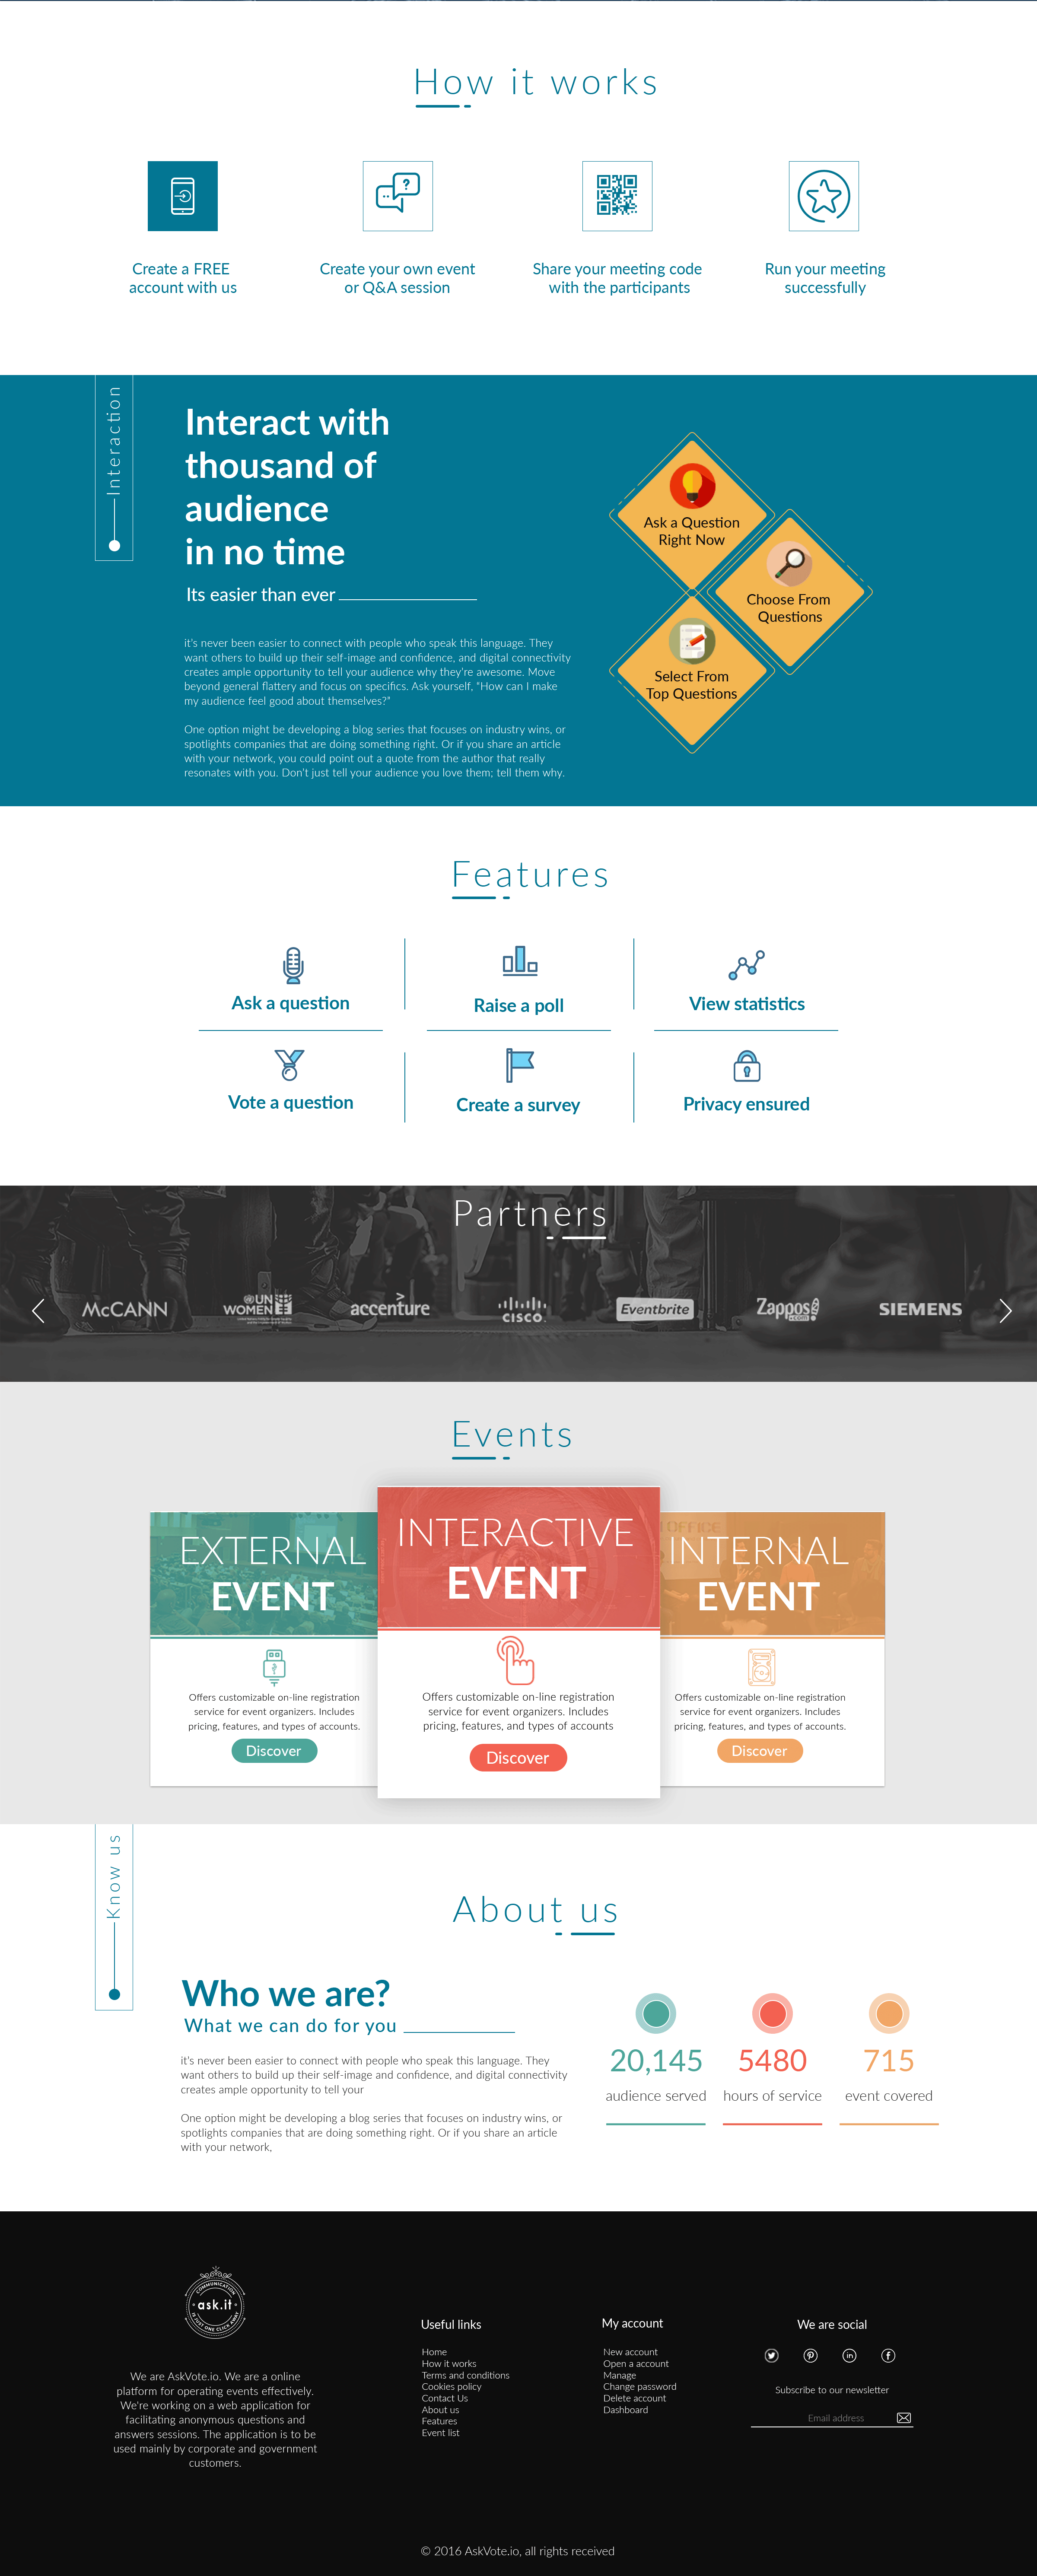 How it works
Create a FREE
account with us
Create your own event
or Q&A session
Share your meeting code
with the participants
Run your meeting
successfully
Interaction
Interact with
thousand of
audience
in no time
Its easier than ever
it's never been easier to connect with people who speak this language. They
want others to build up their self-image and confidence, and digital connectivity
creates ample opportunity to tell your audience why they're awesome. Move
beyond general flattery and focus on specifics. Ask yourself, "How can I make
my audience feel good about themselves?"
One option might be developing a blog series that focuses on industry wins, or
spotlights companies that are doing something right. Or if you share an article
with your network, you could point out a quote from the author that really
resonates with you. Don't just tell your audience you love them; tell them why.
Ask a Question
Right Now
Choose From
Questions
Select From
Top Questions
Features
Ask a question
Raise a poll
View statistics
Vote a question
Create a survey
Privacy ensured
Partners
McCANN
UN
WOMEN
accenture
CISCO
Eventbrite
Zappos
.com
SIEMENS
Events
EXTERNAL
EVENT
Offers customizable on-line registration
service for event organizers. Includes
pricing, features, and types of accounts.
Discover
INTERACTIVE
EVENT
Offers customizable on-line registration
service for event organizers. Includes
pricing, features, and types of accounts
Discover
OFFICE
INTERNAL
EVENT
Offers customizable on-line registration
service for event organizers. Includes
pricing, features, and types of accounts.
Discover
Know us
About us
Who we are?
What we can do for you
it's never been easier to connect with people who speak this language. They
want others to build up their self-image and confidence, and digital connectivity
creates ample opportunity to tell your
One option might be developing a blog series that focuses on industry wins, or
spotlights companies that are doing something right. Or if you share an article
with your network,
20,145
audience served
5480
hours of service
715
event covered
COMMUNICATION
ask.it
IS JUST ONE CLICK AWAY
We are AskVote.io. We are a online
platform for operating events effectively.
We're working on a web application for
facilitating anonymous questions and
answers sessions. The application is to be
used mainly by corporate and government
customers.
Useful links
Home
How it works
Terms and conditions
Cookies policy
Contact Us
About us
Features
Event list
My account
New account
Open a account
Manage
Change password
Delete account
Dashboard
We are social
Subscribe to our newsletter
Email address
© 2016 AskVote.io, all rights received